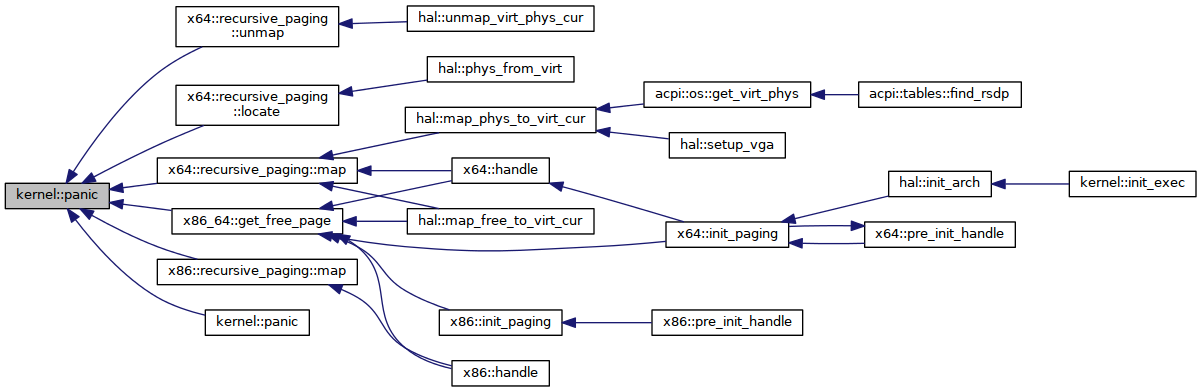 x64::recursive_paging
::unmap
hal::unmap_virt_phys_cur
hal::phys_from_virt
x64::recursive_paging
::locate
acpi::os::get_virt_phys
acpi::tables::find_rsdp
hal::map_phys_to_virt_cur
hal::setup_vga
x64::recursive_paging::map
x64::handle
hal::init_arch
kernel::init_exec
kernel::panic
x86_64::get_free_page
hal::map_free_to_virt_cur
x64::init_paging
x64::pre_init_handle
x86::recursive_paging::map
kernel::panic
x86::init_paging
x86::pre_init_handle
x86::handle